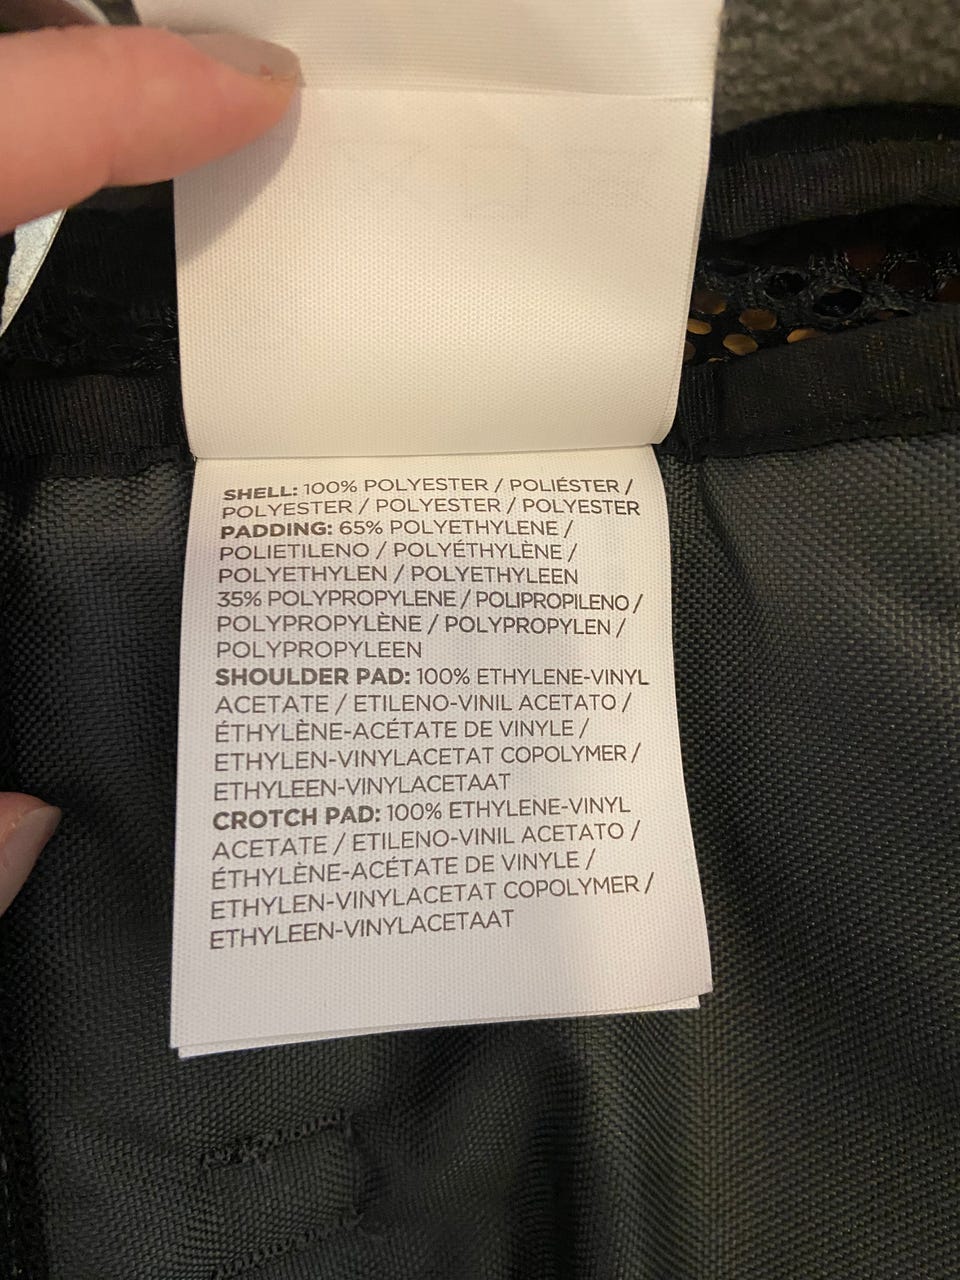 SHELL: 100% POLYESTER / POLIÉSTER /
POLYESTER / POLYESTER / POLYESTER
PADDING: 65% POLYETHYLENE /
POLIETILENO / POLYÉTHYLÈNE /
POLYETHYLEN / POLYETHYLEEN
35% POLYPROPYLENE / POLIPROPILENO /
POLYPROPYLÈNE / POLYPROPYLEN /
POLYPROPYLEEN
SHOULDER PAD: 100% ETHYLENE-VINYL
ACETATE / ETILENO-VINIL ACETATO /
ÉTHYLÈNE-ACÉTATE DE VINYLE /
ETHYLEN-VINYLACETAT COPOLYMER /
ETHYLEEN-VINYLACETAAT
CROTCH PAD: 100% ETHYLENE-VINYL
ACETATE / ETILENO-VINIL ACETATO /
ÉTHYLÈNE-ACÉTATE DE VINYLE /
ETHYLEN-VINYLACETAT COPOLYMER /
ETHYLEEN-VINYLACETAAT